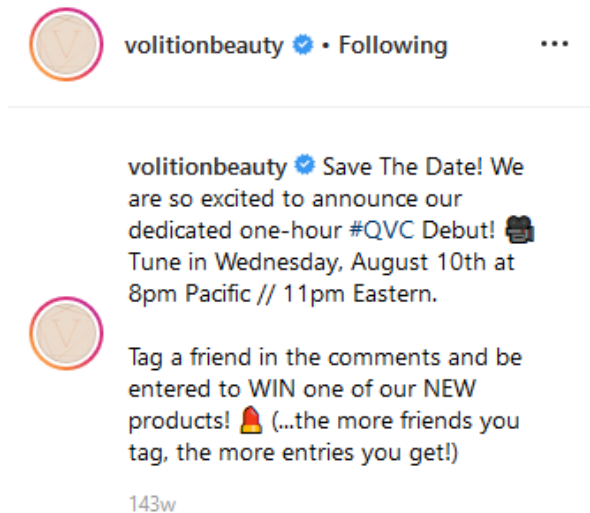 volitionbeauty • Following •••
volitionbeauty Save The Date! We
are so excited to announce our
dedicated one-hour #QVC Debut! 🎥
Tune in Wednesday, August 10th at
8pm Pacific // 11pm Eastern.
Tag a friend in the comments and be
entered to WIN one of our NEW
products! 💄 (...the more friends you
tag, the more entries you get!)
143w